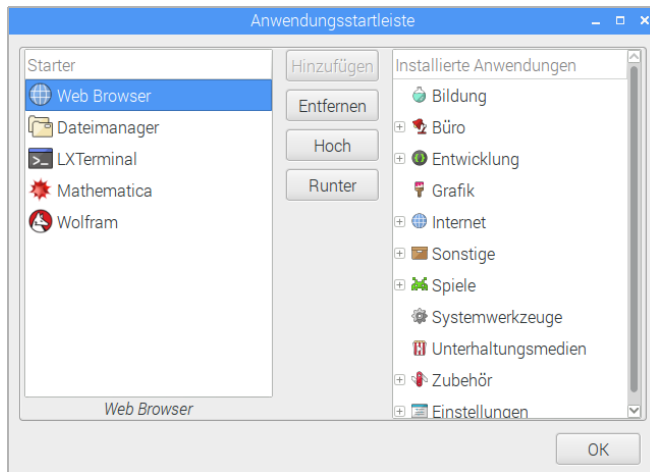 Anwendungsstartleiste
Starter
Web Browser
Dateimanager
LXTerminal
Mathematica
Wolfram
Web Browser
Hinzufügen
Entfernen
Hoch
Runter
Installierte Anwendungen
Bildung
Büro
Entwicklung
Grafik
Internet
Sonstige
Spiele
Systemwerkzeuge
Unterhaltungsmedien
Zubehör
Einstellungen
OK